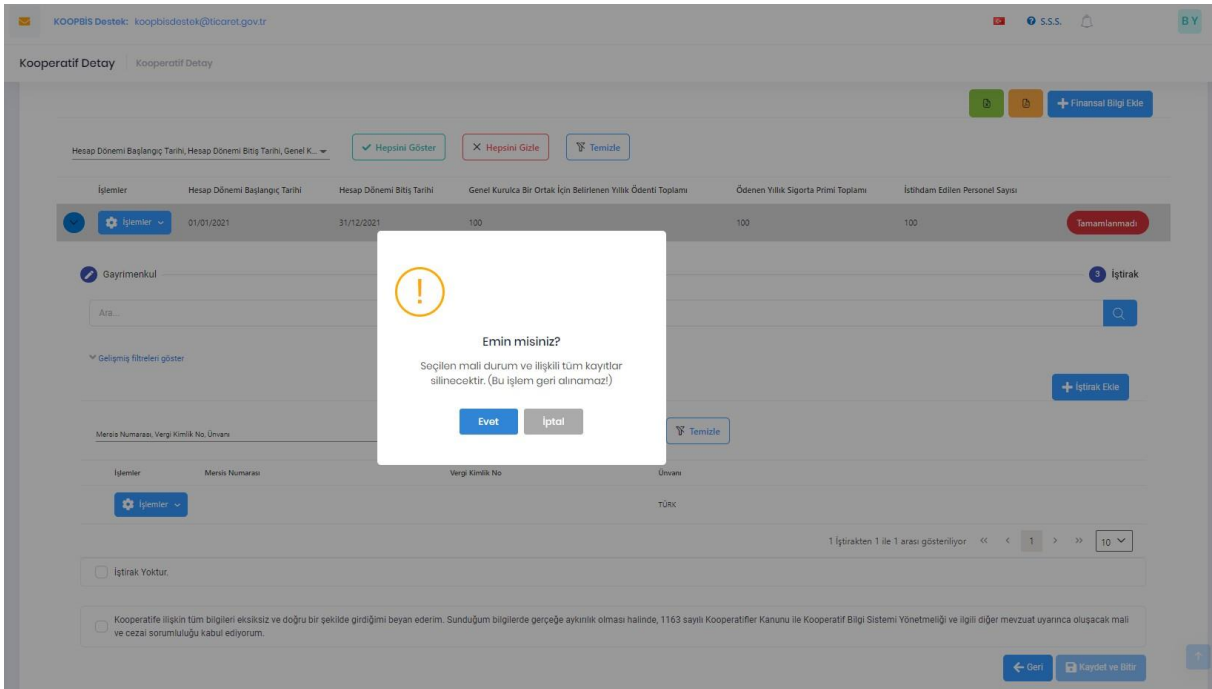 KOOPBİS Destek: koopbisdestek@ticaret.gov.tr
S.S.S.
B Y
Kooperatif Detay Kooperatif Detay
Finansal Bilgi Ekle
Hesap Dönemi Başlangıç Tarihi, Hesap Dönemi Bitiş Tarihi, Genel K...
Hepsini Göster
Hepsini Gizle
Temizle
İşlemler Hesap Dönemi Başlangıç Tarihi Hesap Dönemi Bitiş Tarihi Genel Kurulca Bir Ortak İçin Belirlenen Yıllık Ödenti Toplamı Ödenen Yıllık Sigorta Primi Toplamı İstihdam Edilen Personel Sayısı
İşlemler 01/01/2021 31/12/2021 100 100 100 Tamamlanmadı
Gayrimenkul 3 İştirak
Ara...
!
Emin misiniz?
Gelişmiş filtreleri göster
Seçilen mali durum ve ilişkili tüm kayıtlar
silinecektir. (Bu işlem geri alınamaz!)
İştirak Ekle
Evet İptal
Mersis Numarası, Vergi Kimlik No, Ünvanı
Temizle
İşlemler Mersis Numarası Vergi Kimlik No Ünvanı
İşlemler TÜRK
1 İştirakten 1 ile 1 arası gösteriliyor « ‹ 1 › » 10
İştirak Yoktur.
Kooperatife ilişkin tüm bilgileri eksiksiz ve doğru bir şekilde girdiğimi beyan ederim. Sunduğum bilgilerde gerçeğe aykırılık olması halinde, 1163 sayılı Kooperatifler Kanunu ile Kooperatif Bilgi Sistemi Yönetmeliği ve ilgili diğer mevzuat uyarınca oluşacak mali
ve cezai sorumluluğu kabul ediyorum.
Geri Kaydet ve Bitir